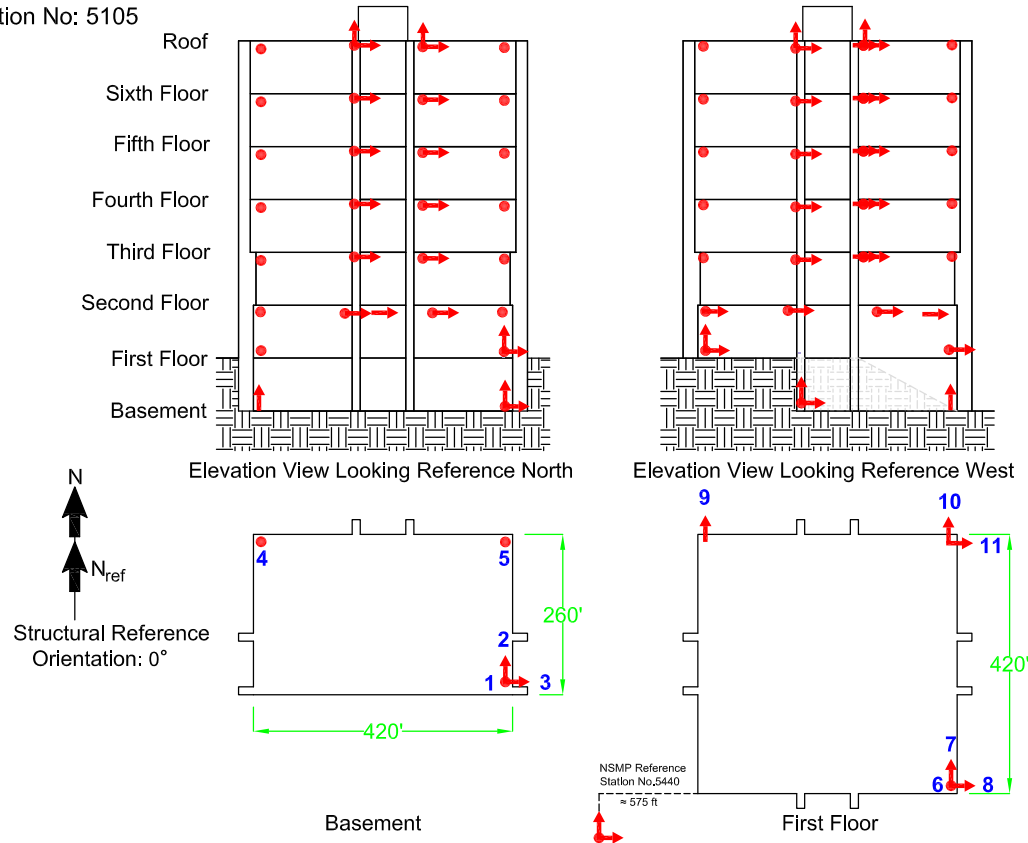 tion No: 5105
Roof
Sixth Floor
Fifth Floor
Fourth Floor
Third Floor
Second Floor
First Floor
Basement
Elevation View Looking Reference North
Elevation View Looking Reference West
N
Nref
Structural Reference
Orientation: 0°
4
5
2
1
3
260'
420'
Basement
9
10
11
420'
7
6
8
NSMP Reference
Station No.5440
≈ 575 ft
First Floor